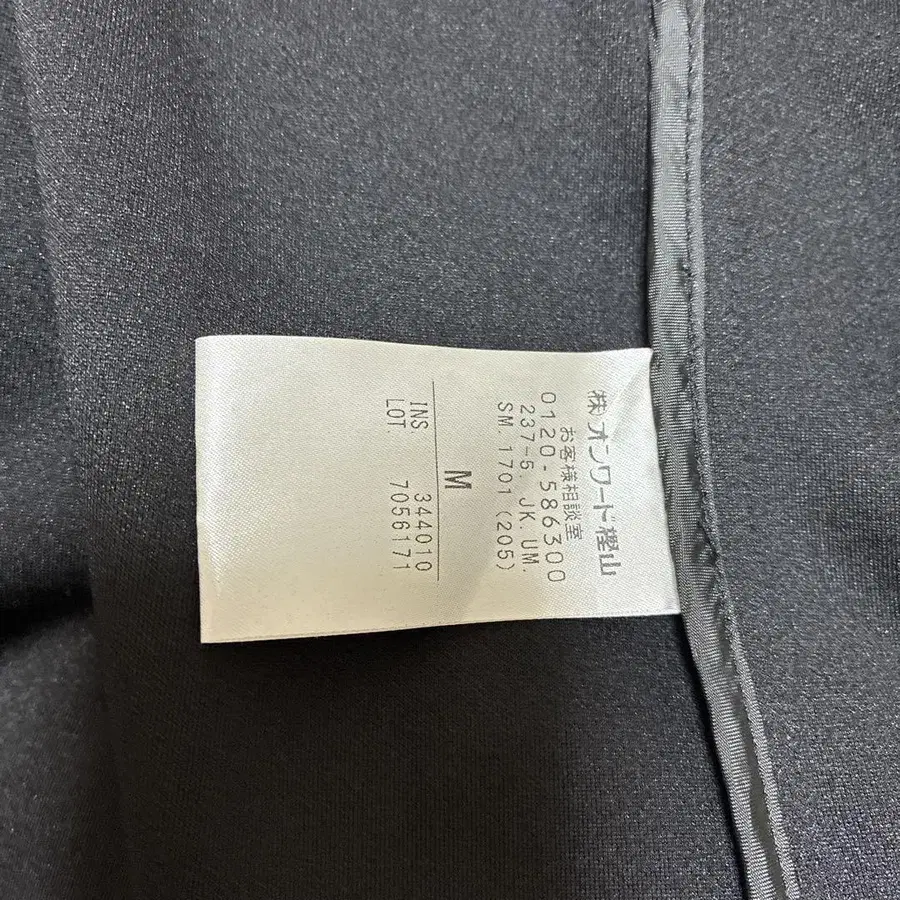 ㈱オンワード樫山
お客様相談室
0120-586300
237-5. JK.UM.
SM.1701(205)
M
INS. 344010
LOT. 7056171